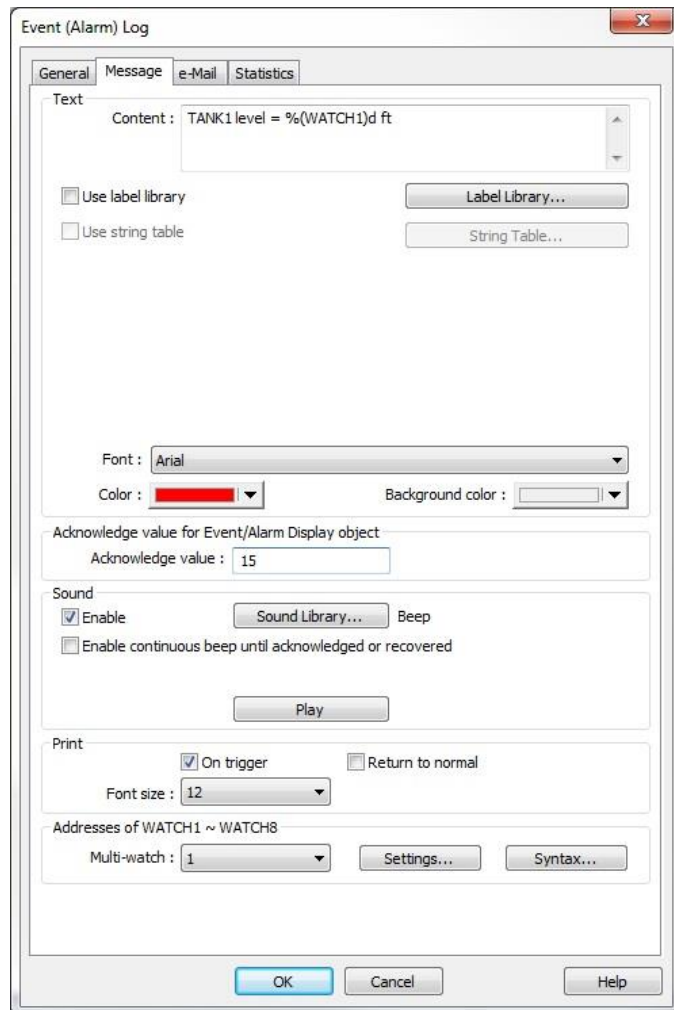 Event (Alarm) Log
General Message e-Mail Statistics
Text
Content : TANK1 level = %(WATCH1)d ft
Use label library Label Library...
Use string table String Table...
Font : Arial
Color : Background color :
Acknowledge value for Event/Alarm Display object
Acknowledge value : 15
Sound
Enable Sound Library... Beep
Enable continuous beep until acknowledged or recovered
Play
Print
On trigger Return to normal
Font size : 12
Addresses of WATCH1 ~ WATCH8
Multi-watch : 1 Settings... Syntax...
OK Cancel Help